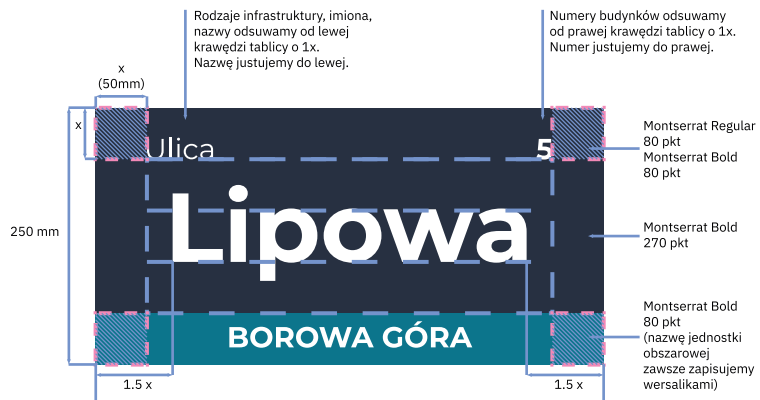 Rodzaje infrastruktury, imiona,
nazwy odsuwamy od lewej
krawędzi tablicy o 1x.
Nazwę justujemy do lewej.
Numery budynków odsuwamy
od prawej krawędzi tablicy o 1x.
Numer justujemy do prawej.
x
(50mm)
x
Ulica
5
Montserrat Regular
80 pkt
Montserrat Bold
80 pkt
250 mm
Lipowa
Montserrat Bold
270 pkt
BOROWA GÓRA
Montserrat Bold
80 pkt
(nazwę jednostki
obszarowej
zawsze zapisujemy
wersalikami)
1.5 x
1.5 x